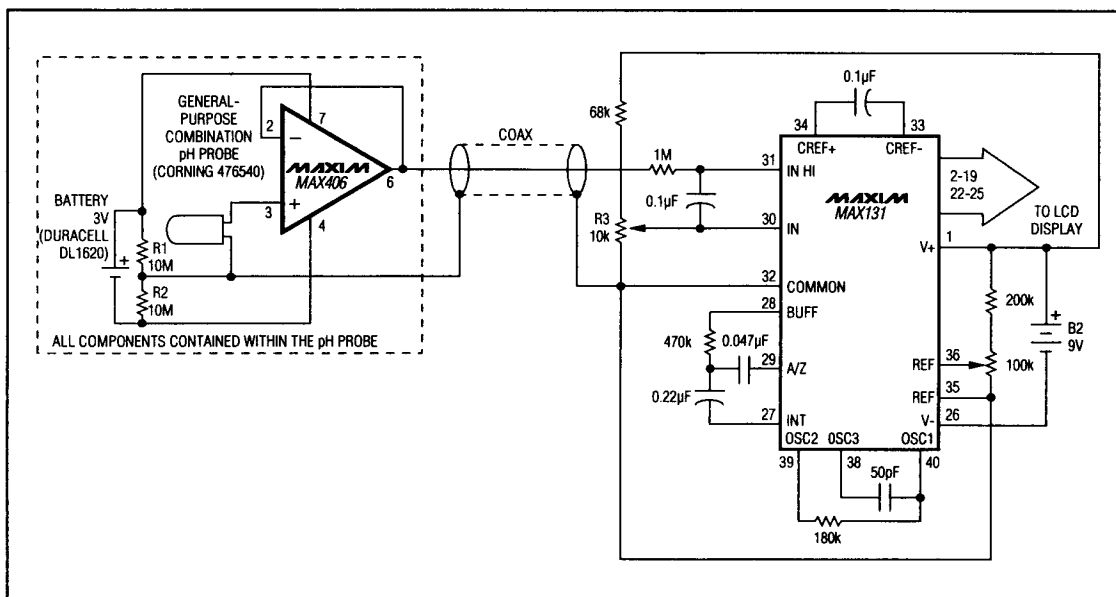 GENERAL-
PURPOSE
COMBINATION
pH PROBE
(CORNING 476540)
BATTERY
3V
(DURACELL
DL1620)
+
R1
10M
R2
10M
2
−
7
MAXIM
MAX406
6
3
+
4
ALL COMPONENTS CONTAINED WITHIN THE pH PROBE
COAX
68k
1M
0.1µF
R3
10k
0.1µF
34
33
CREF+
CREF-
31
IN HI
MAXIM
MAX131
30
IN
32
COMMON
28
BUFF
470k
0.047µF
29
A/Z
0.22µF
27
INT
OSC2
OSC3
OSC1
39
38
40
50pF
180k
2-19
22-25
TO LCD
DISPLAY
1
V+
200k
+
B2
9V
36
REF
100k
35
REF
26
V-